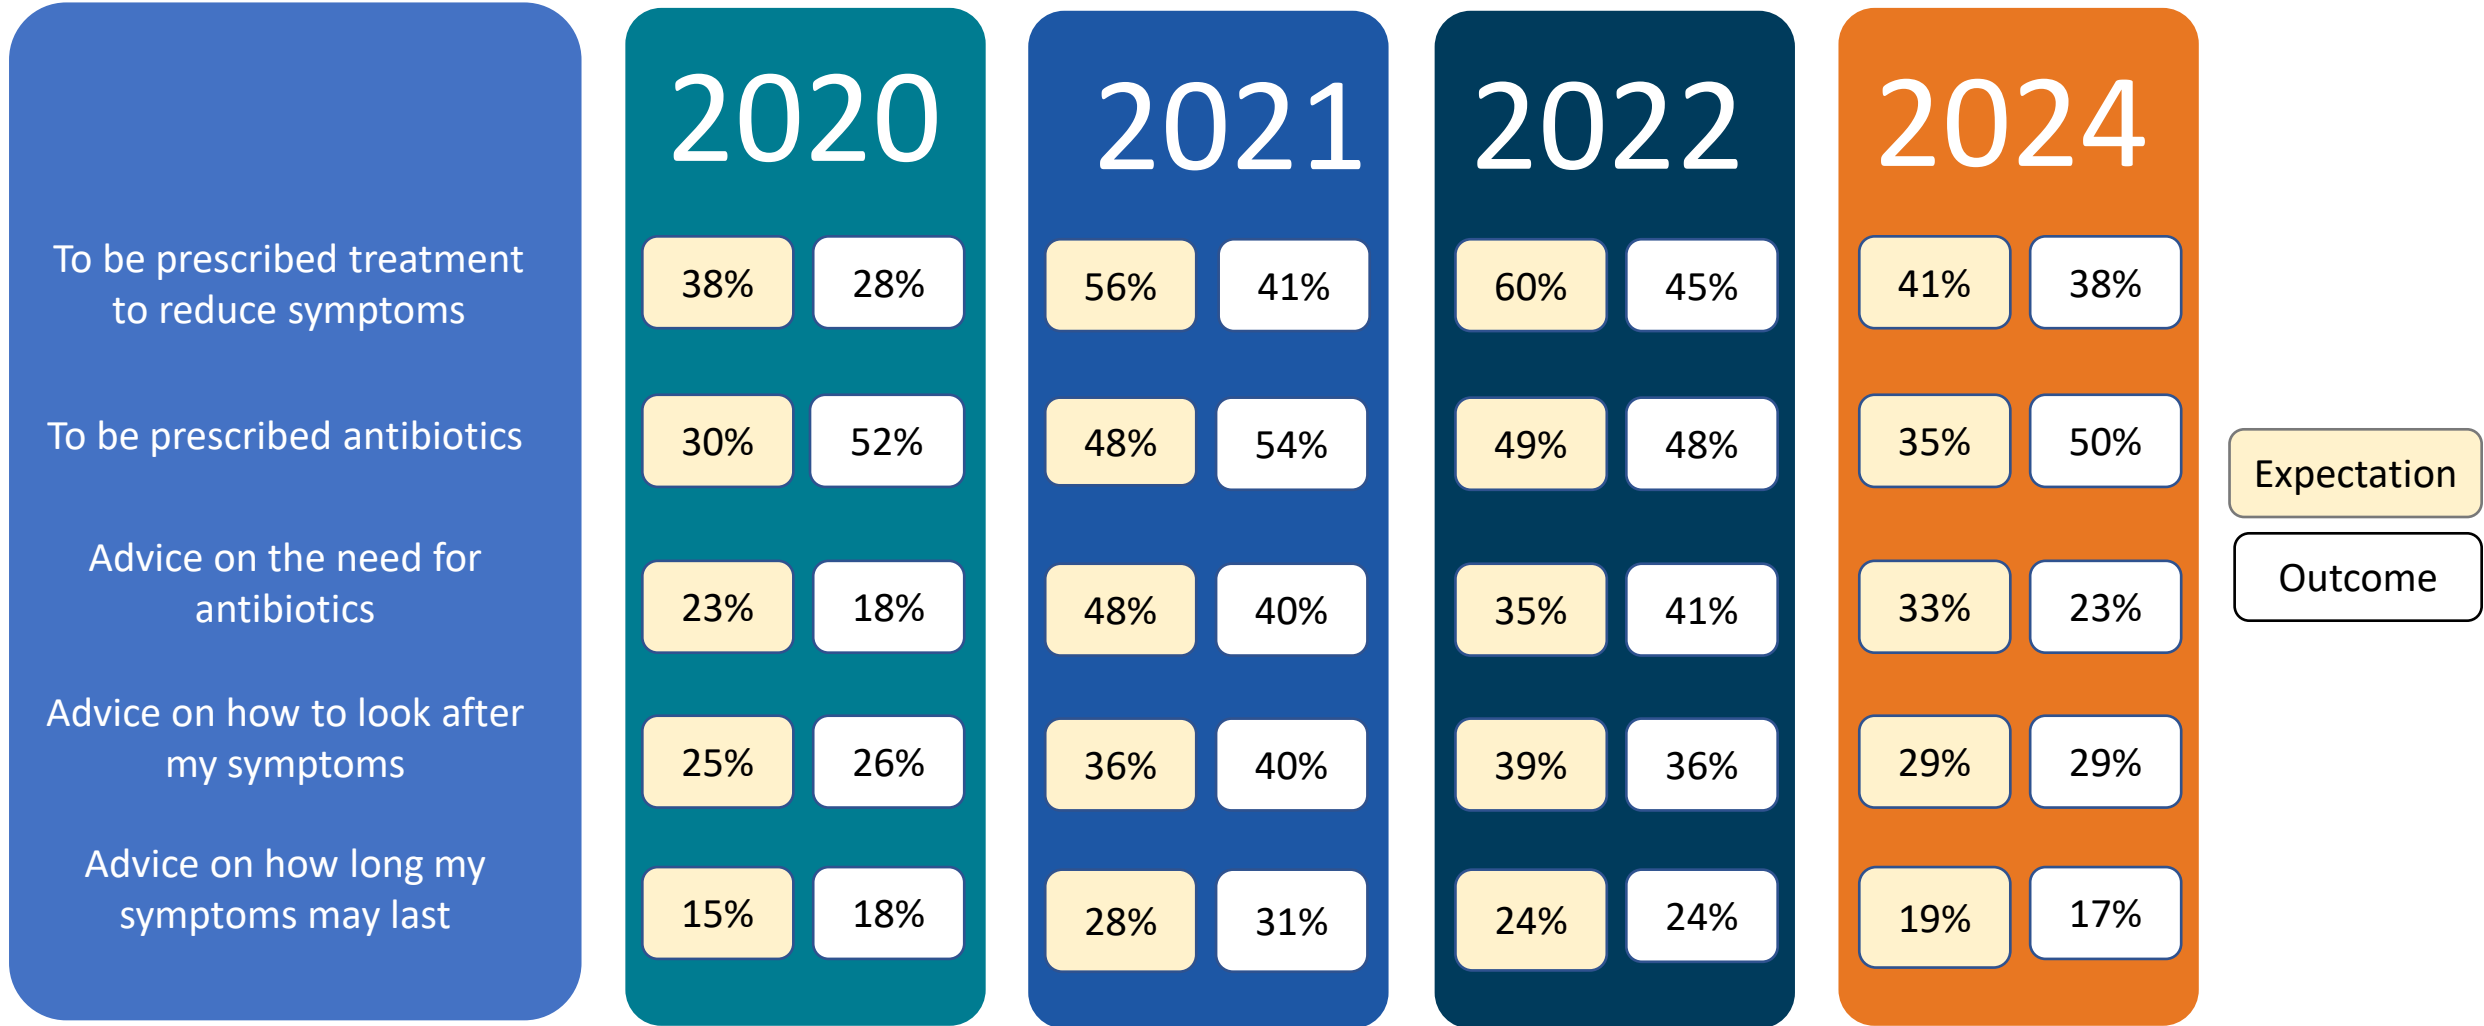 2020 2021 2022 2024
To be prescribed treatment
to reduce symptoms
38% 28% 56% 41% 60% 45% 41% 38%
To be prescribed antibiotics
30% 52% 48% 54% 49% 48% 35% 50%
Advice on the need for
antibiotics
23% 18% 48% 40% 35% 41% 33% 23%
Advice on how to look after
my symptoms
25% 26% 36% 40% 39% 36% 29% 29%
Advice on how long my
symptoms may last
15% 18% 28% 31% 24% 24% 19% 17%
Expectation
Outcome